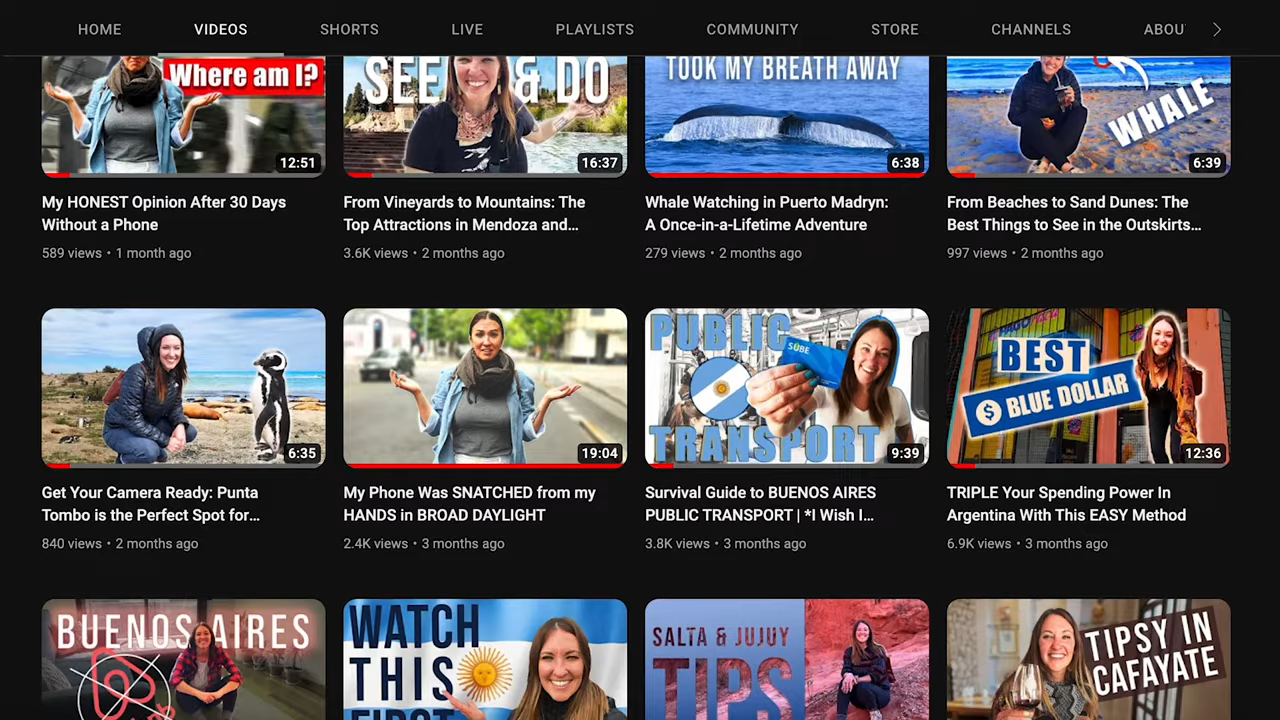 HOME VIDEOS SHORTS LIVE PLAYLISTS COMMUNITY STORE CHANNELS ABOU
Where am I?
12:51
SEE & DO
16:37
TOOK MY BREATH AWAY
6:38
WHALE
6:39
My HONEST Opinion After 30 Days
Without a Phone
589 views • 1 month ago
From Vineyards to Mountains: The
Top Attractions in Mendoza and…
3.6K views • 2 months ago
Whale Watching in Puerto Madryn:
A Once-in-a-Lifetime Adventure
279 views • 2 months ago
From Beaches to Sand Dunes: The
Best Things to See in the Outskirts…
997 views • 2 months ago
6:35
19:04
PUBLIC
SUBE
TRANSPORT
9:39
BEST
$ BLUE DOLLAR
12:36
Get Your Camera Ready: Punta
Tombo is the Perfect Spot for…
840 views • 2 months ago
My Phone Was SNATCHED from my
HANDS in BROAD DAYLIGHT
2.4K views • 3 months ago
Survival Guide to BUENOS AIRES
PUBLIC TRANSPORT | *I Wish I…
3.8K views • 3 months ago
TRIPLE Your Spending Power In
Argentina With This EASY Method
6.9K views • 3 months ago
BUENOS AIRES
WATCH
THIS
FIRST
SALTA & JUJUY
TIPS
TIPSY IN
CAFAYATE